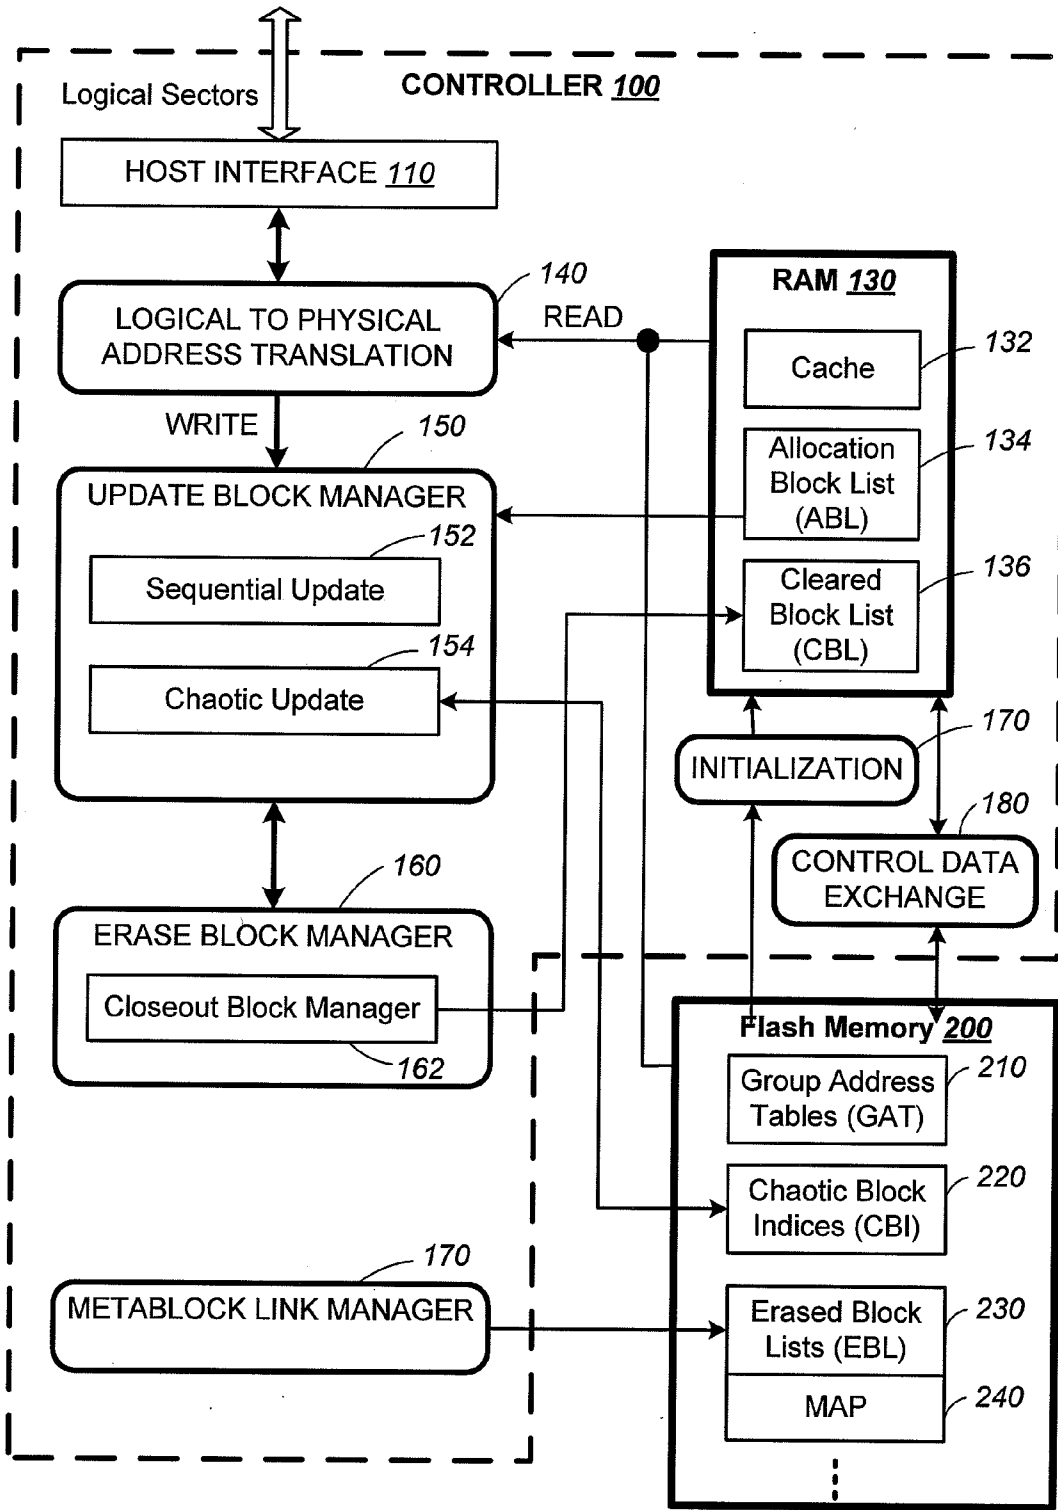 CONTROLLER 100
Logical Sectors
HOST INTERFACE 110
140
LOGICAL TO PHYSICAL
ADDRESS TRANSLATION
READ
WRITE
RAM 130
132
Cache
134
Allocation
Block List
(ABL)
136
Cleared
Block List
(CBL)
150
UPDATE BLOCK MANAGER
152
Sequential Update
154
Chaotic Update
170
INITIALIZATION
180
CONTROL DATA
EXCHANGE
160
ERASE BLOCK MANAGER
Closeout Block Manager
162
Flash Memory 200
210
Group Address
Tables (GAT)
220
Chaotic Block
Indices (CBI)
170
METABLOCK LINK MANAGER
230
Erased Block
Lists (EBL)
MAP
240